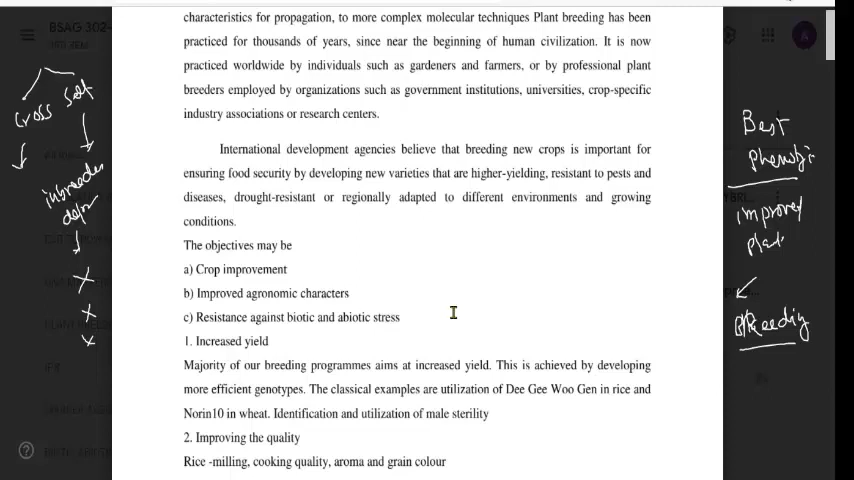 BSAG 302-
characteristics for propagation, to more complex molecular techniques Plant breeding has been
practiced for thousands of years, since near the beginning of human civilization. It is now
practiced worldwide by individuals such as gardeners and farmers, or by professional plant
breeders employed by organizations such as government institutions, universities, crop-specific
industry associations or research centers.
International development agencies believe that breeding new crops is important for
ensuring food security by developing new varieties that are higher-yielding, resistant to pests and
diseases, drought-resistant or regionally adapted to different environments and growing
conditions.
The objectives may be
a) Crop improvement
b) Improved agronomic characters
c) Resistance against biotic and abiotic stress
1. Increased yield
Majority of our breeding programmes aims at increased yield. This is achieved by developing
more efficient genotypes. The classical examples are utilization of Dee Gee Woo Gen in rice and
Norin10 in wheat. Identification and utilization of male sterility
2. Improving the quality
Rice -milling, cooking quality, aroma and grain colour
Cross Self
Best
improved
A